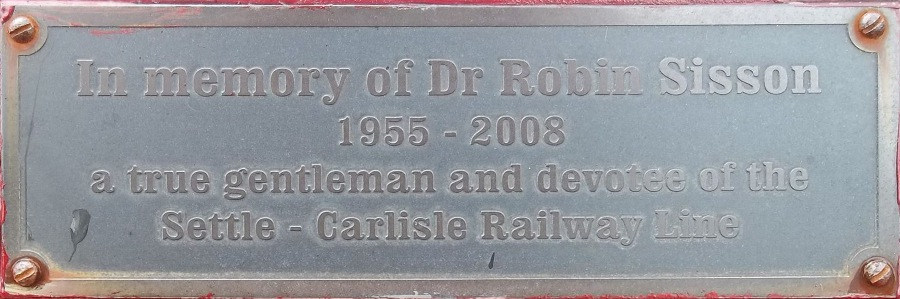 In memory of Dr Robin Sisson
1955 - 2008
a true gentleman and devotee of the
Settle - Carlisle Railway Line